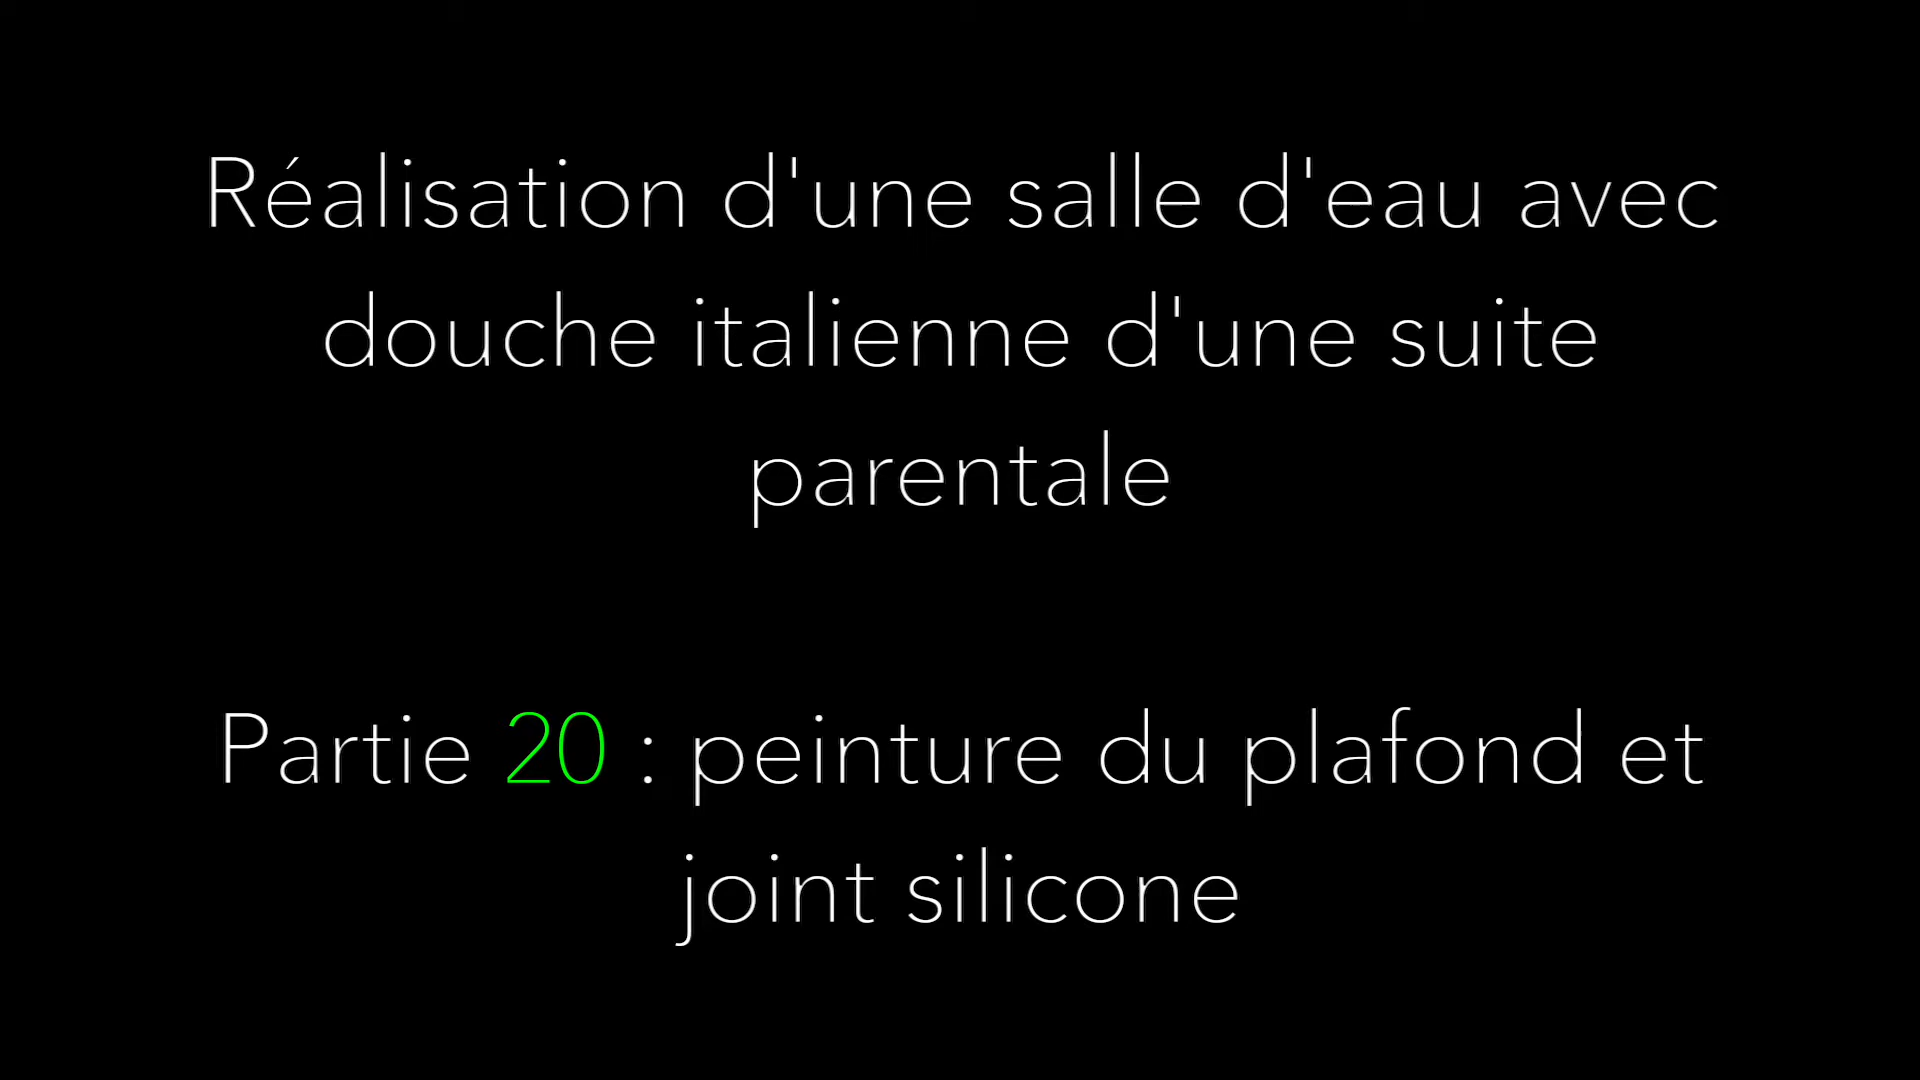 Réalisation d'une salle d'eau avec
douche italienne d'une suite
parentale
Partie 20 : peinture du plafond et
joint silicone